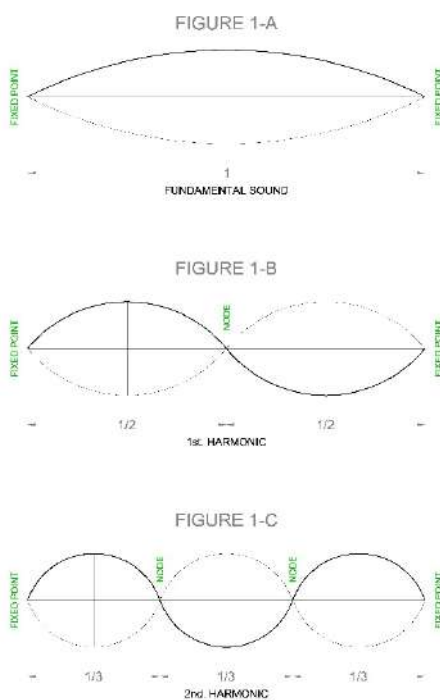 FIGURE 1-A
FIXED POINT
FIXED POINT
1
FUNDAMENTAL SOUND
FIGURE 1-B
FIXED POINT
NODE
FIXED POINT
1/2
1/2
1st. HARMONIC
FIGURE 1-C
FIXED POINT
NODE
NODE
FIXED POINT
1/3
1/3
1/3
2nd. HARMONIC